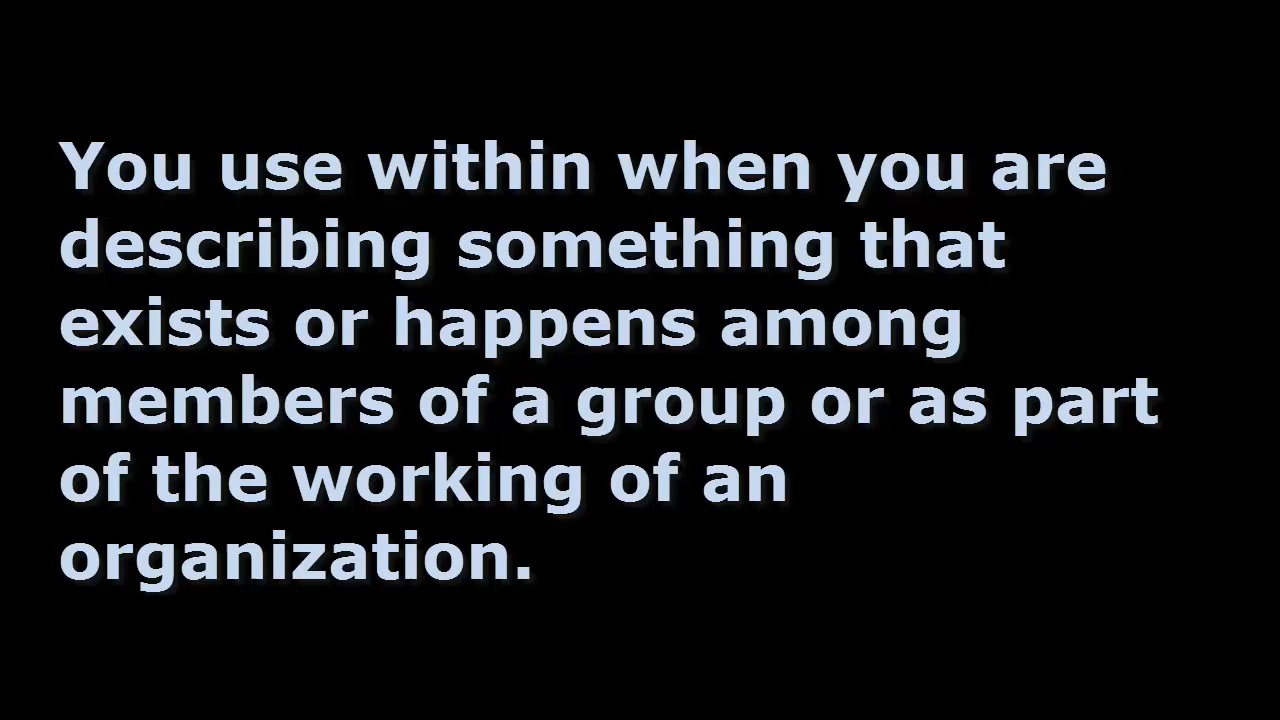 You use within when you are
describing something that
exists or happens among
members of a group or as part
of the working of an
organization.